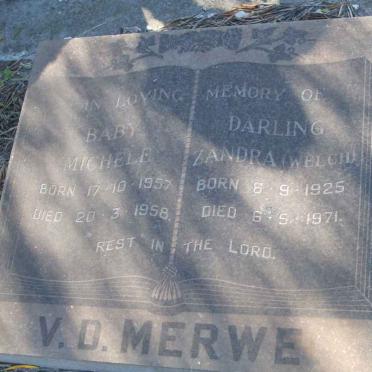 IN LOVING MEMORY OF
BABY
MICHELE
BORN 17-10-1957
DIED 20-3-1958.
DARLING
ZANDRA (WELCH)
BORN 8-9-1925
DIED 6-5-1971.
REST IN THE LORD.
V.D. MERWE